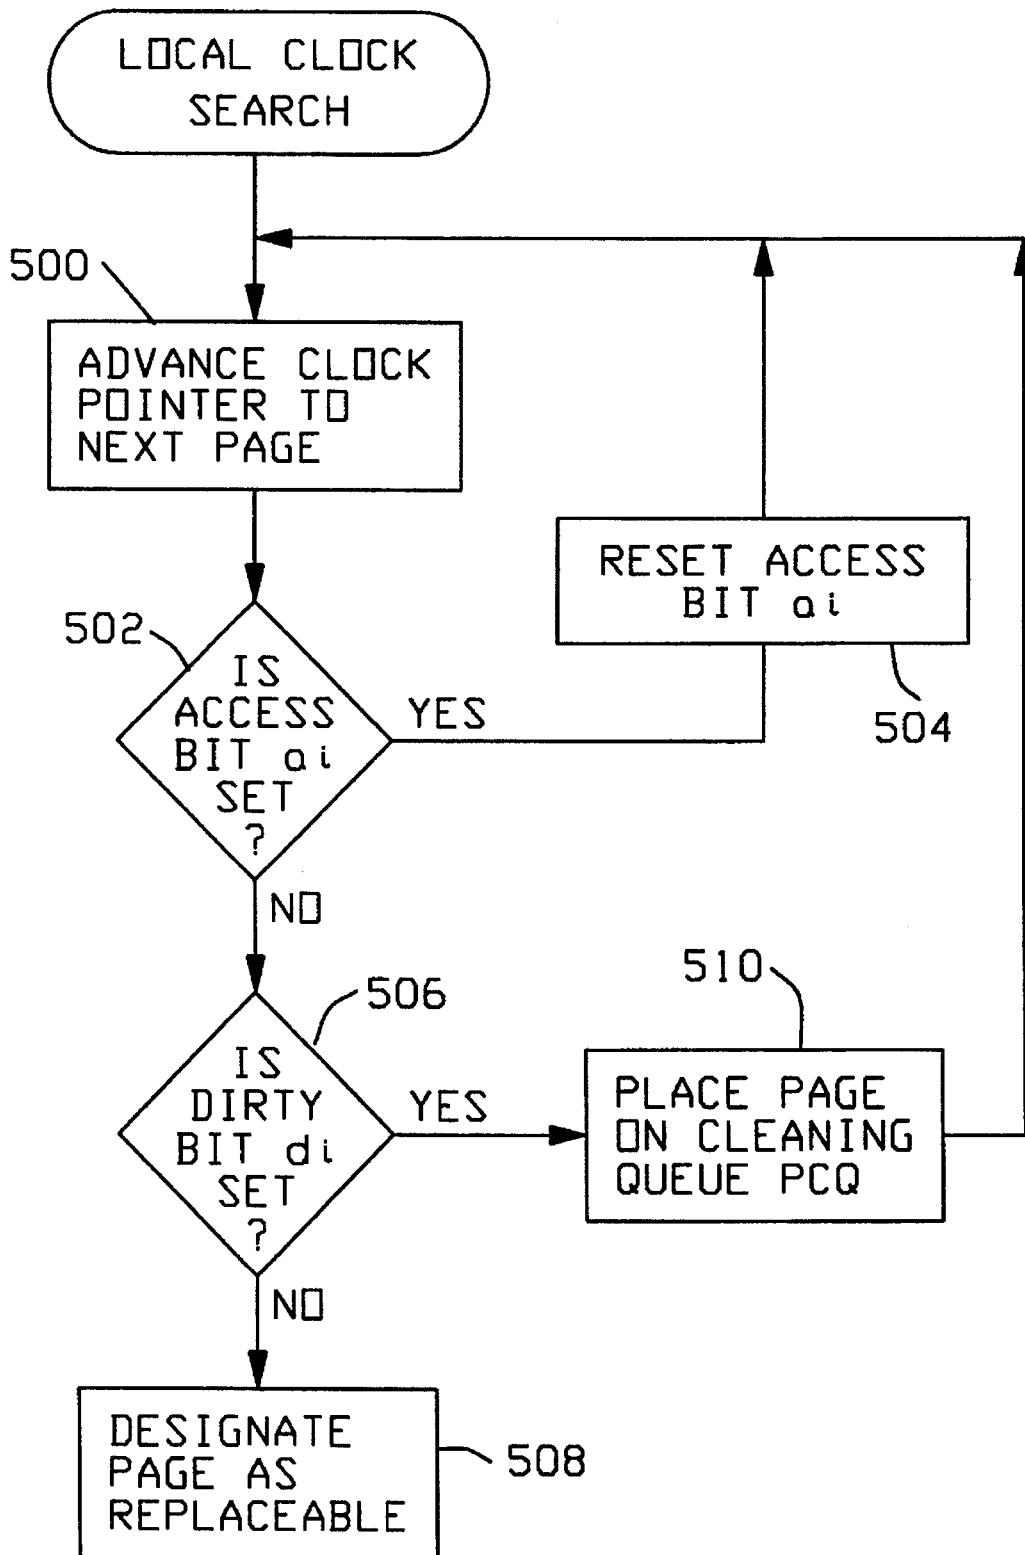 LOCAL CLOCK
SEARCH
500
ADVANCE CLOCK
POINTER TO
NEXT PAGE
RESET ACCESS
BIT ai
504
502
IS
ACCESS
BIT ai
SET
?
YES
NO
506
IS
DIRTY
BIT di
SET
?
YES
510
PLACE PAGE
ON CLEANING
QUEUE PCQ
NO
DESIGNATE
PAGE AS
REPLACEABLE
508